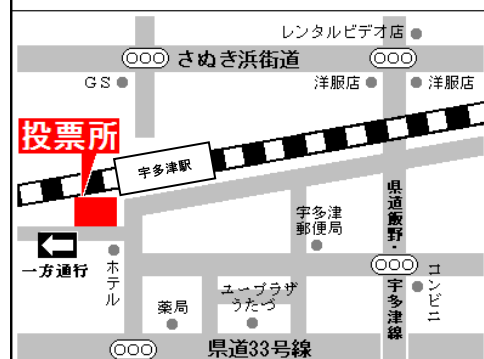 レンタルビデオ店
さぬき浜街道
GS
洋服店
洋服店
投票所
宇多津駅
県道飯野・宇多津線
宇多津
郵便局
一方通行
ホテル
コンビニ
ユープラザ
うたづ
薬局
県道33号線